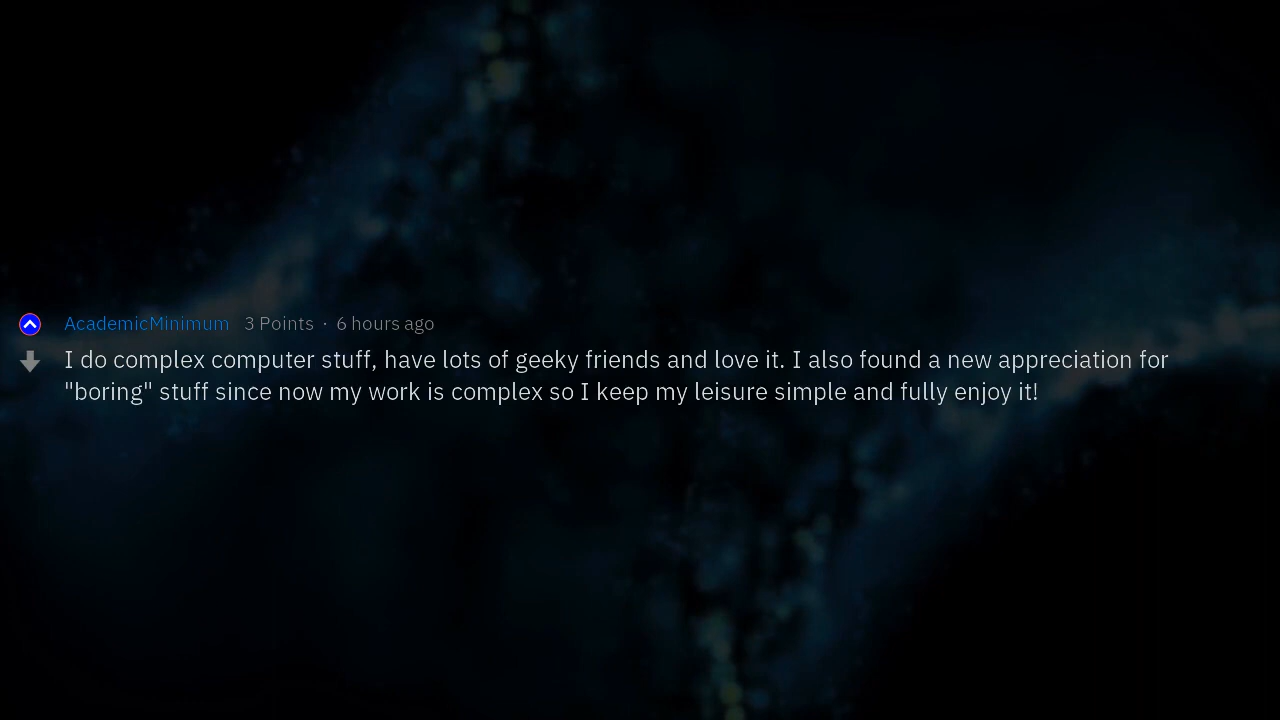 AcademicMinimum 3 Points · 6 hours ago
I do complex computer stuff, have lots of geeky friends and love it. I also found a new appreciation for
"boring" stuff since now my work is complex so I keep my leisure simple and fully enjoy it!